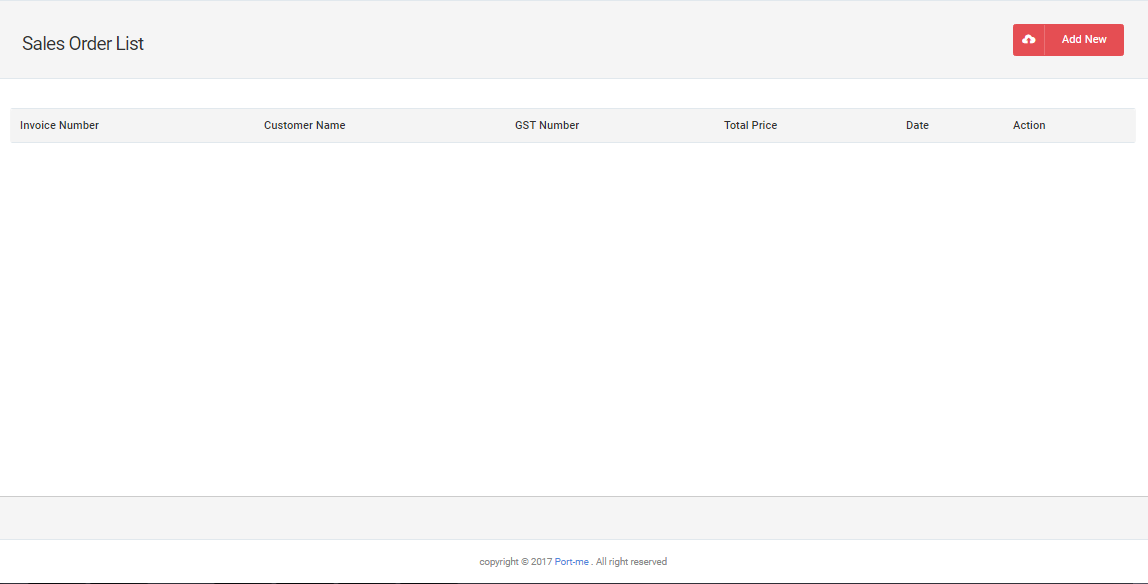 Sales Order List
Add New
Invoice Number Customer Name GST Number Total Price Date Action
copyright © 2017 Port-me . All right reserved